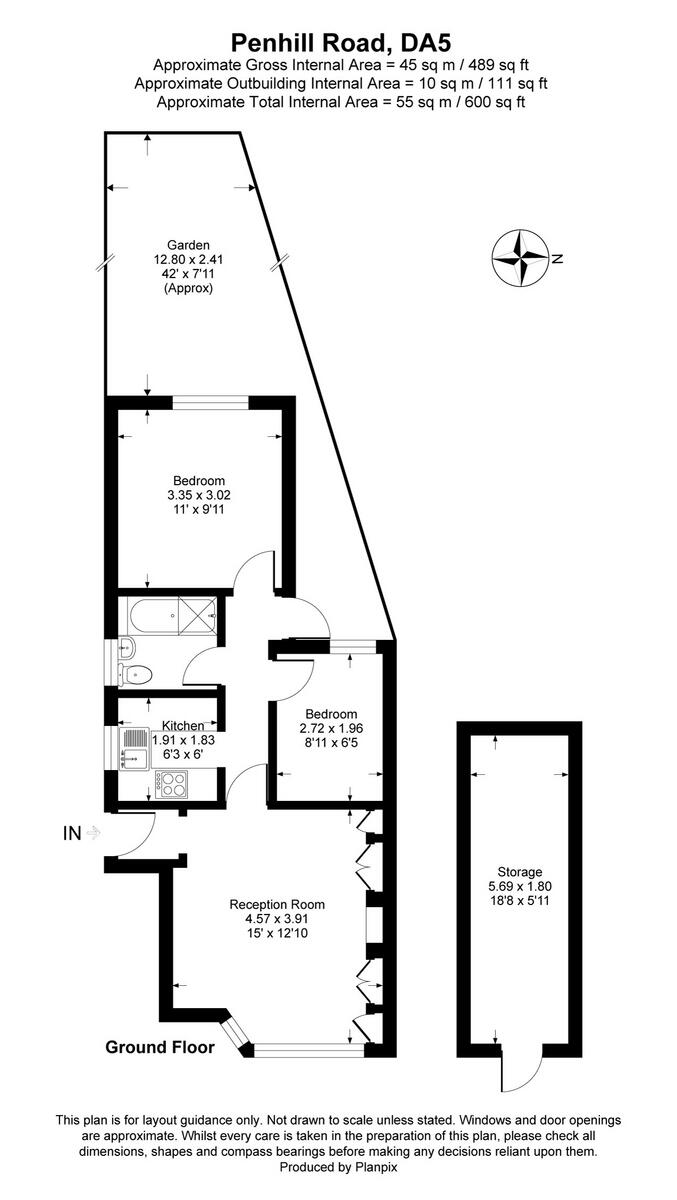 Penhill Road, DA5
Approximate Gross Internal Area = 45 sq m / 489 sq ft
Approximate Outbuilding Internal Area = 10 sq m / 111 sq ft
Approximate Total Internal Area = 55 sq m / 600 sq ft
Garden
12.80 x 2.41
42' x 7'11
(Approx)
N
Bedroom
3.35 x 3.02
11' x 9'11
Kitchen
1.91 x 1.83
6'3 x 6'
Bedroom
2.72 x 1.96
8'11 x 6'5
IN
Reception Room
4.57 x 3.91
15' x 12'10
Storage
5.69 x 1.80
18'8 x 5'11
Ground Floor
This plan is for layout guidance only. Not drawn to scale unless stated. Windows and door openings
are approximate. Whilst every care is taken in the preparation of this plan, please check all
dimensions, shapes and compass bearings before making any decisions reliant upon them.
Produced by Planpix